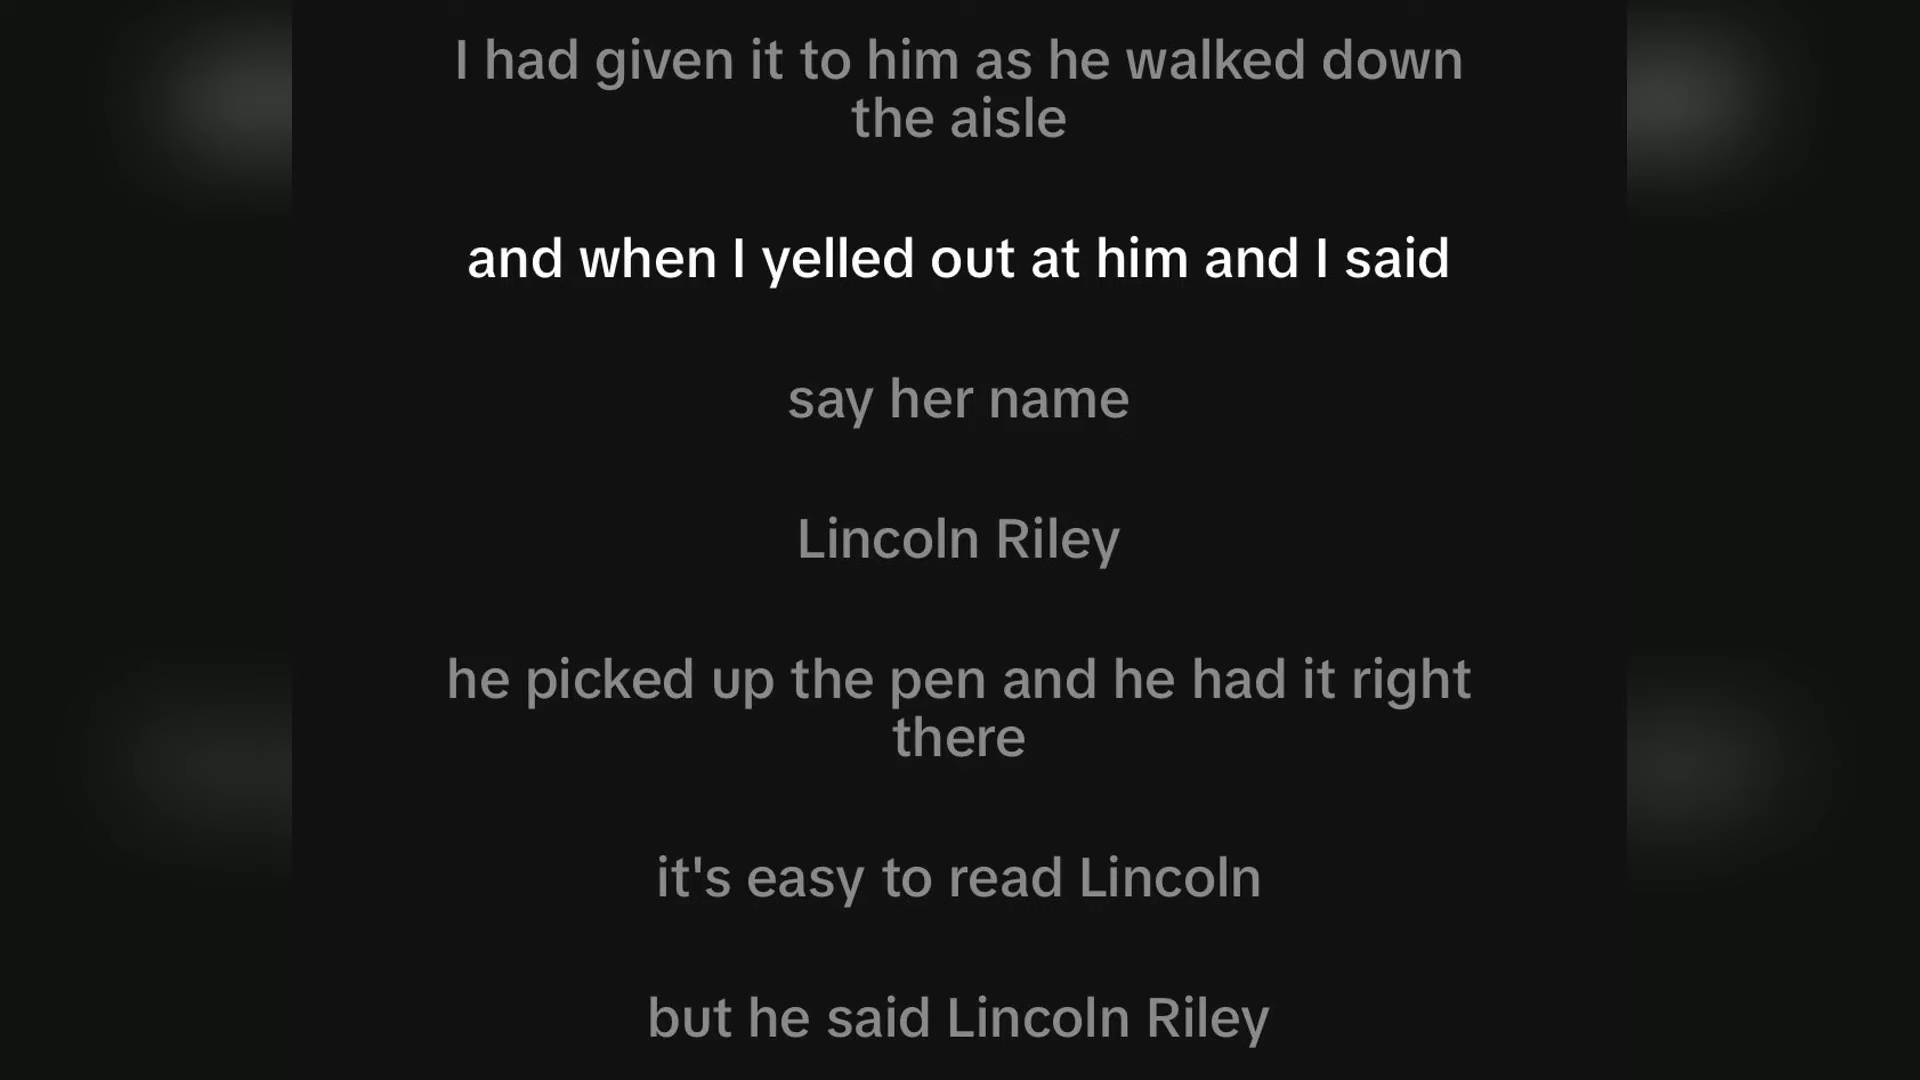 I had given it to him as he walked down
the aisle
and when I yelled out at him and I said
say her name
Lincoln Riley
he picked up the pen and he had it right
there
it's easy to read Lincoln
but he said Lincoln Riley